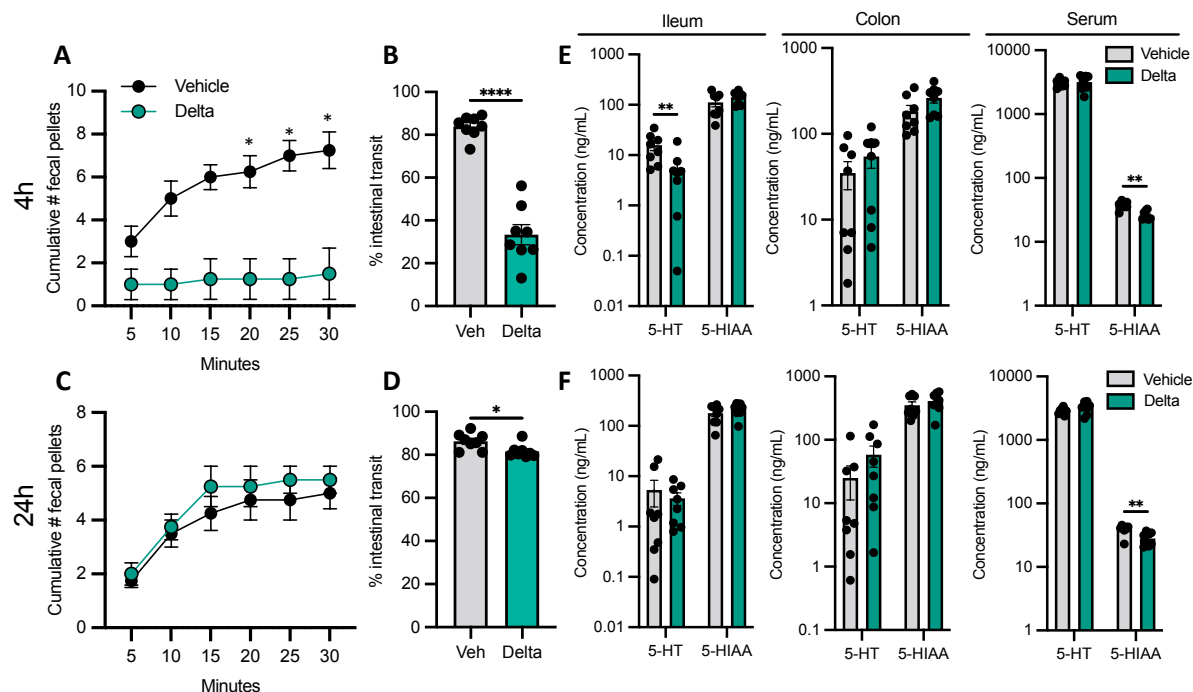 Ileum
Colon
Serum
A
B
E
4h
Cumulative # fecal pellets
10
8
6
4
2
0
Vehicle
Delta
*
*
*
5
10
15
20
25
30
Minutes
% intestinal transit
100
80
60
40
20
0
****
Veh
Delta
Concentration (ng/mL)
1000
100
10
1
0.1
0.01
**
5-HT
5-HIAA
Concentration (ng/mL)
1000
100
10
1
5-HT
5-HIAA
Concentration (ng/mL)
10000
1000
100
10
1
**
5-HT
5-HIAA
Vehicle
Delta
C
D
F
24h
Cumulative # fecal pellets
8
6
4
2
0
5
10
15
20
25
30
Minutes
% intestinal transit
100
80
60
40
20
0
*
Veh
Delta
Concentration (ng/mL)
1000
100
10
1
0.1
0.01
5-HT
5-HIAA
Concentration (ng/mL)
1000
100
10
1
0.1
5-HT
5-HIAA
Concentration (ng/mL)
10000
1000
100
10
1
**
5-HT
5-HIAA
Vehicle
Delta